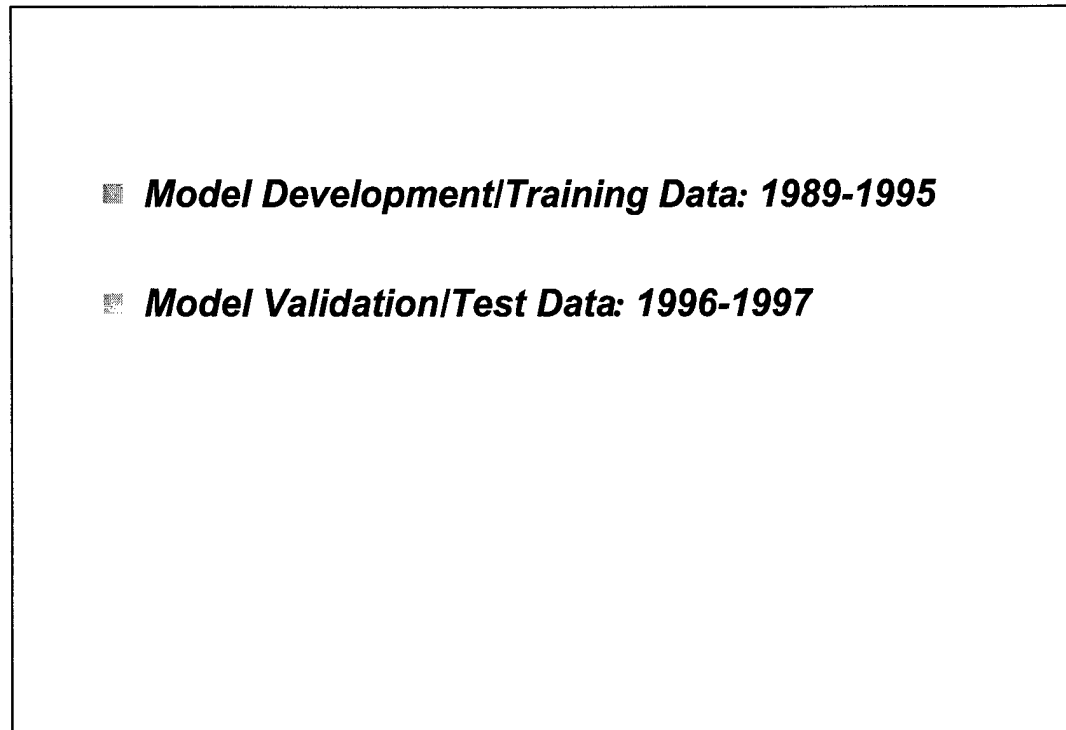 Model Development/Training Data: 1989-1995
Model Validation/Test Data: 1996-1997